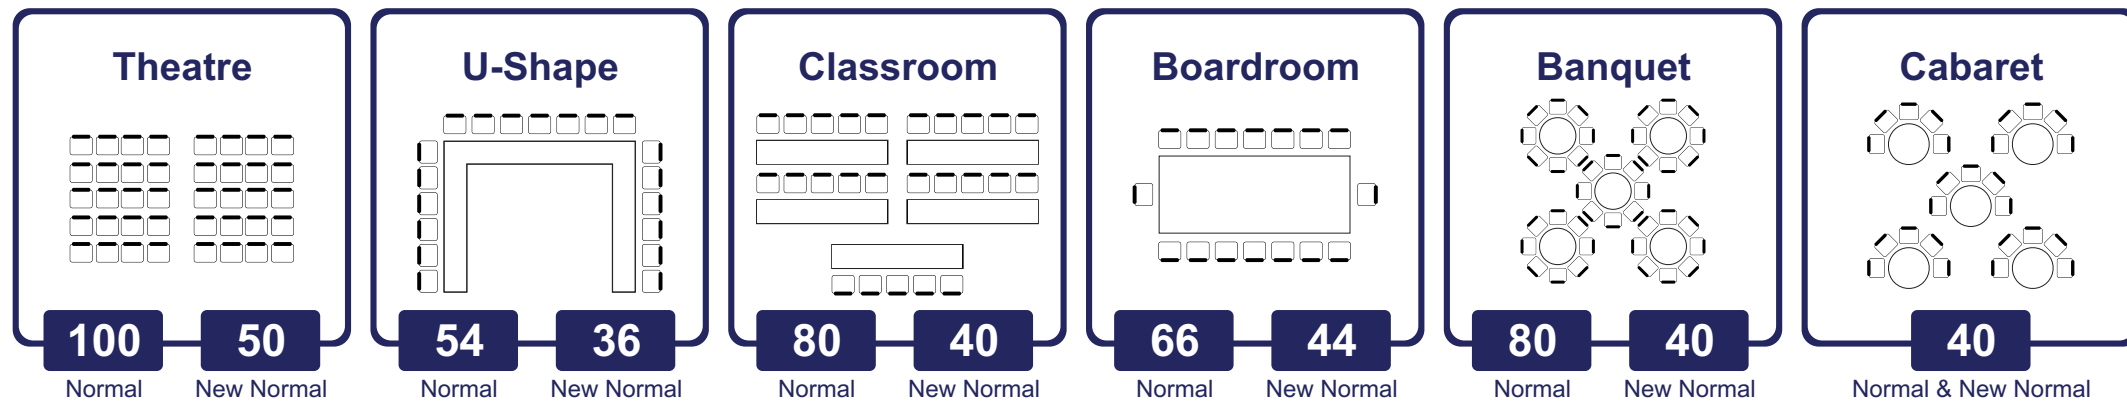 Theatre
100
50
Normal
New Normal
U-Shape
54
36
Normal
New Normal
Classroom
80
40
Normal
New Normal
Boardroom
66
44
Normal
New Normal
Banquet
80
40
Normal
New Normal
Cabaret
40
Normal & New Normal